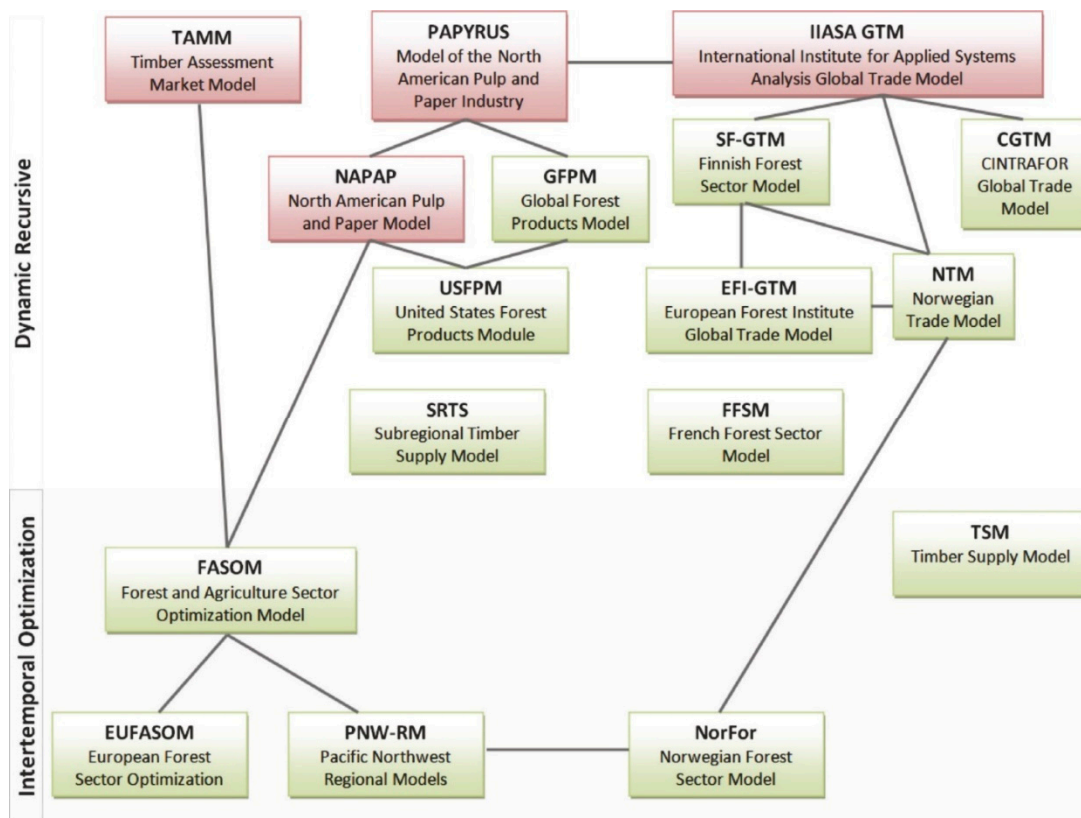 Dynamic Recursive
TAMM
Timber Assessment
Market Model
PAPYRUS
Model of the North
American Pulp and
Paper Industry
IIASA GTM
International Institute for Applied Systems
Analysis Global Trade Model
NAPAP
North American Pulp
and Paper Model
GFPM
Global Forest
Products Model
SF-GTM
Finnish Forest
Sector Model
CGTM
CINTRAFOR
Global Trade
Model
USFPM
United States Forest
Products Module
EFI-GTM
European Forest Institute
Global Trade Model
NTM
Norwegian
Trade Model
SRTS
Subregional Timber
Supply Model
FFSM
French Forest Sector
Model
Intertemporal Optimization
TSM
Timber Supply Model
FASOM
Forest and Agriculture Sector
Optimization Model
EUFASOM
European Forest
Sector Optimization
PNW-RM
Pacific Northwest
Regional Models
NorFor
Norwegian Forest
Sector Model